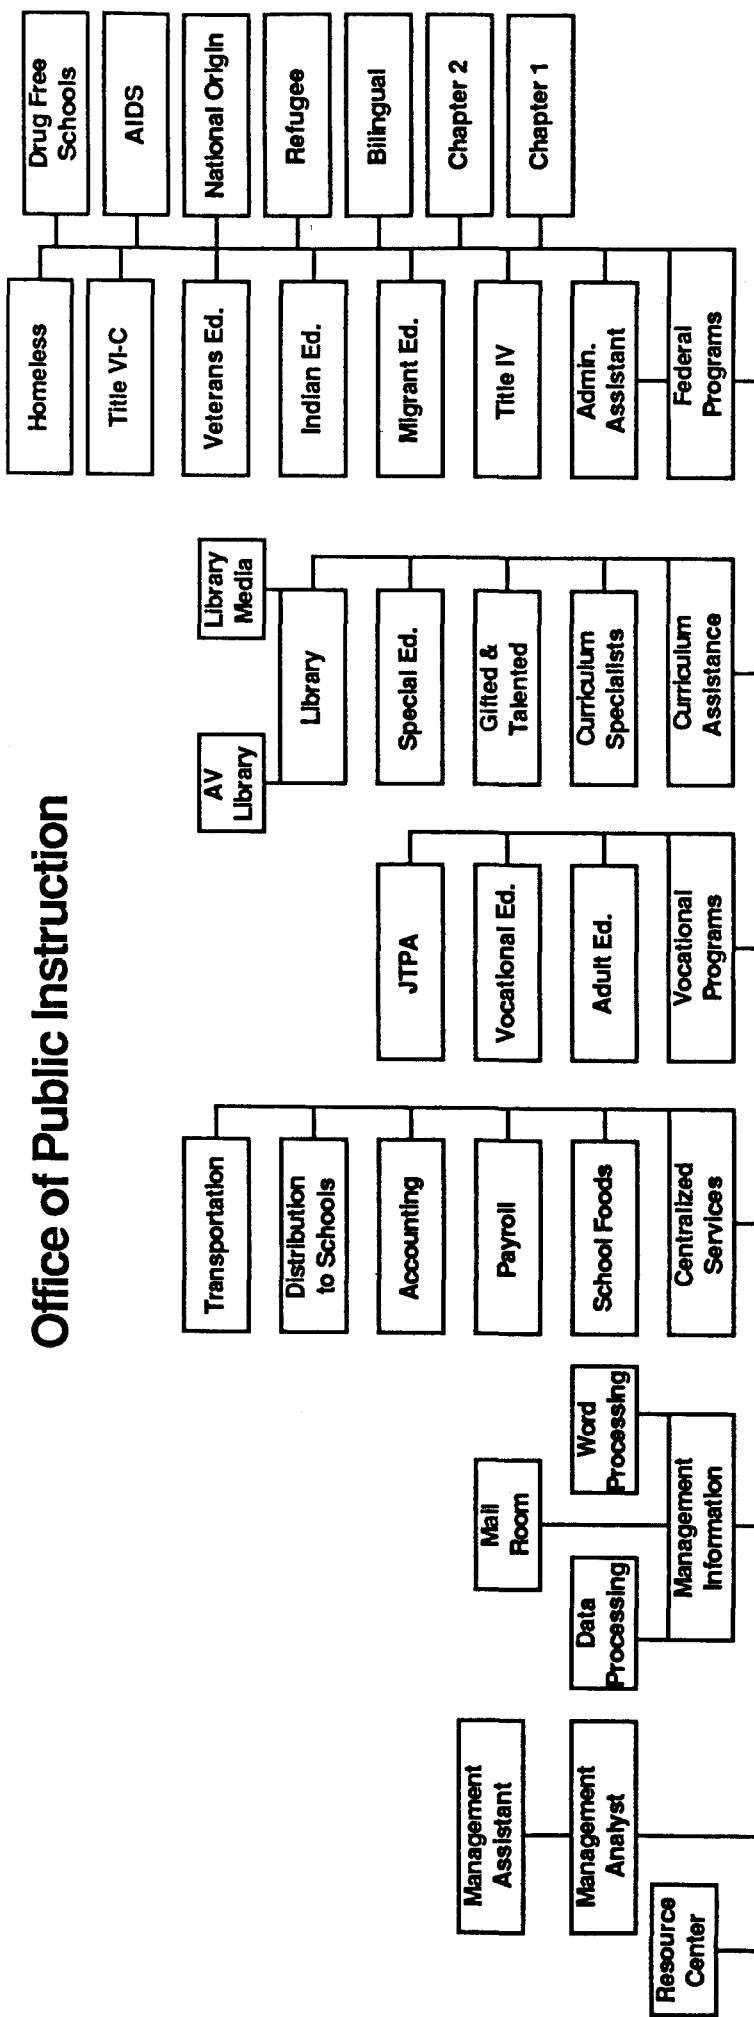 Office of Public Instruction
Drug Free
Schools
AIDS
National Origin
Refugee
Bilingual
Chapter 2
Chapter 1
Homeless
Title VI-C
Veterans Ed.
Indian Ed.
Migrant Ed.
Title IV
Admin.
Assistant
Federal
Programs
Library
Media
AV
Library
Library
Special Ed.
Gifted &
Talented
Curriculum
Specialists
Curriculum
Assistance
JTPA
Vocational Ed.
Adult Ed.
Vocational
Programs
Transportation
Distribution
to Schools
Accounting
Payroll
School Foods
Centralized
Services
Mail
Room
Word
Processing
Data
Processing
Management
Information
Management
Assistant
Management
Analyst
Resource
Center